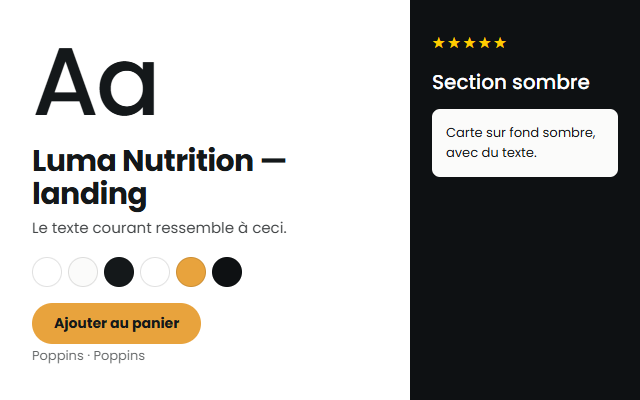 Aa
Luma Nutrition —
landing
Le texte courant ressemble à ceci.
Ajouter au panier
Poppins · Poppins
★★★★★
Section sombre
Carte sur fond sombre,
avec du texte.